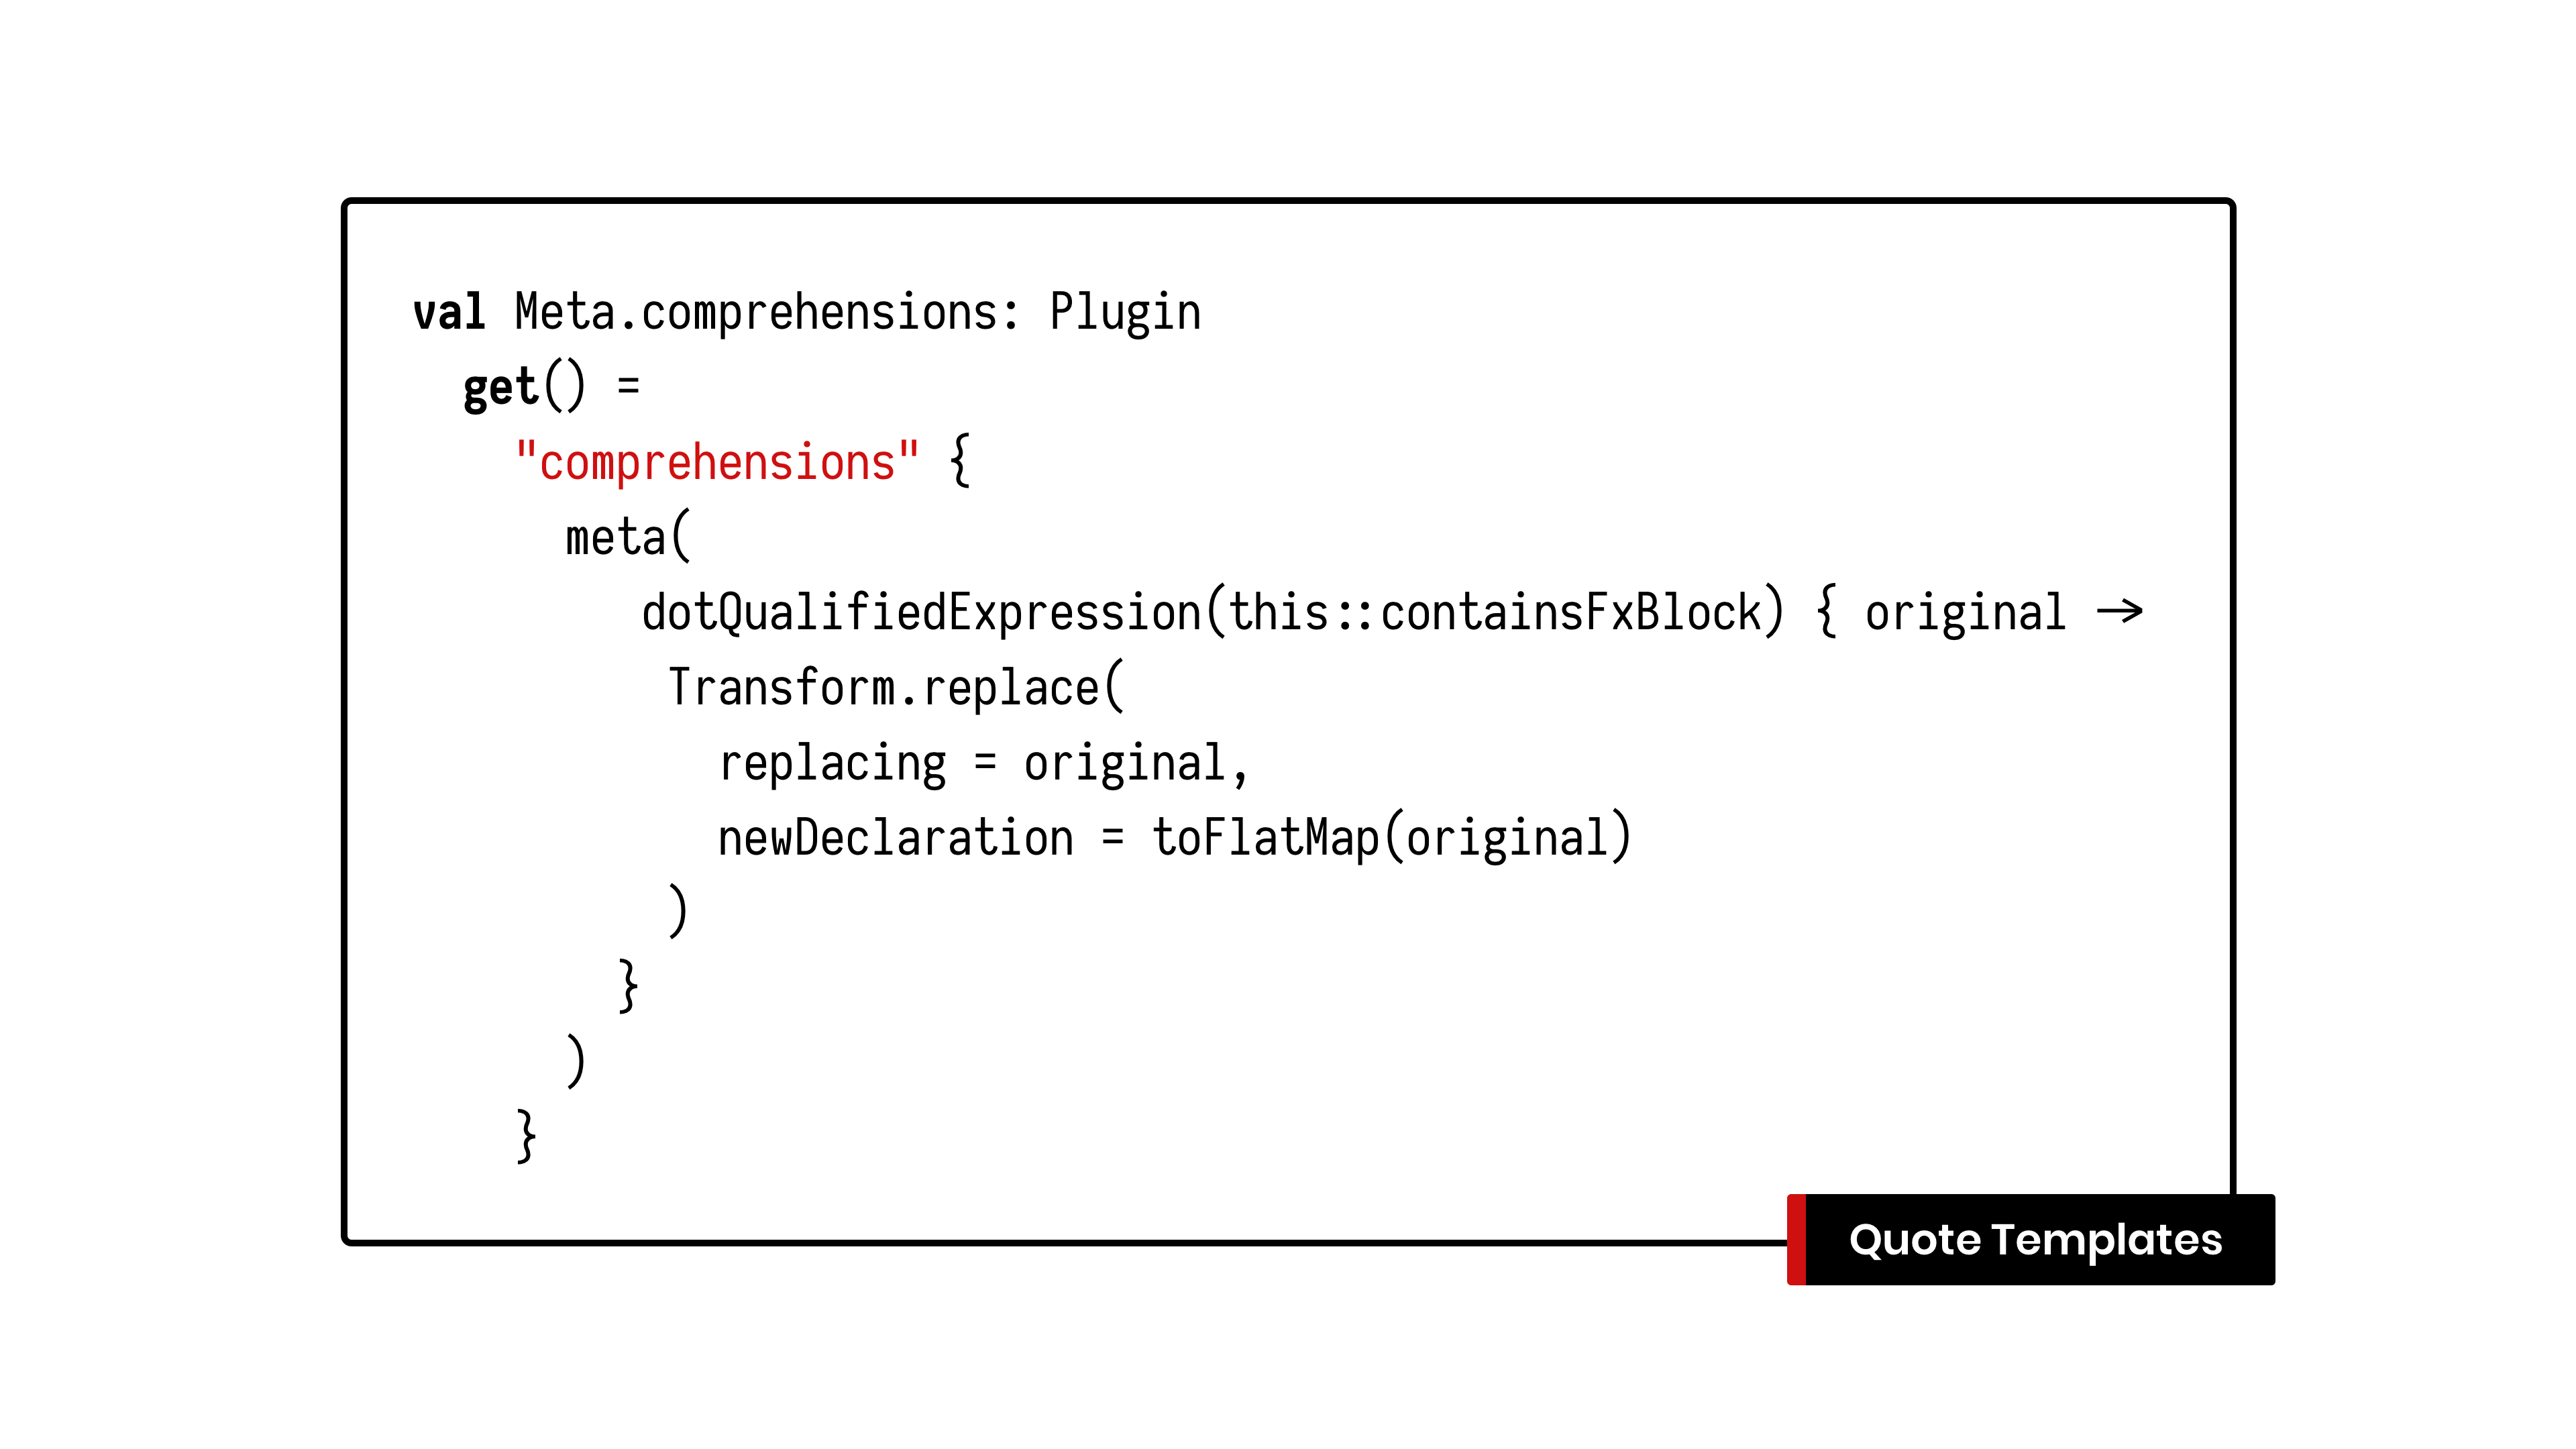 val Meta.comprehensions: Plugin
  get() =
    "comprehensions" {
      meta(
         dotQualifiedExpression(this::containsFxBlock) { original →
          Transform.replace(
            replacing = original,
            newDeclaration = toFlatMap(original)
          )
        }
      )
    }
Quote Templates